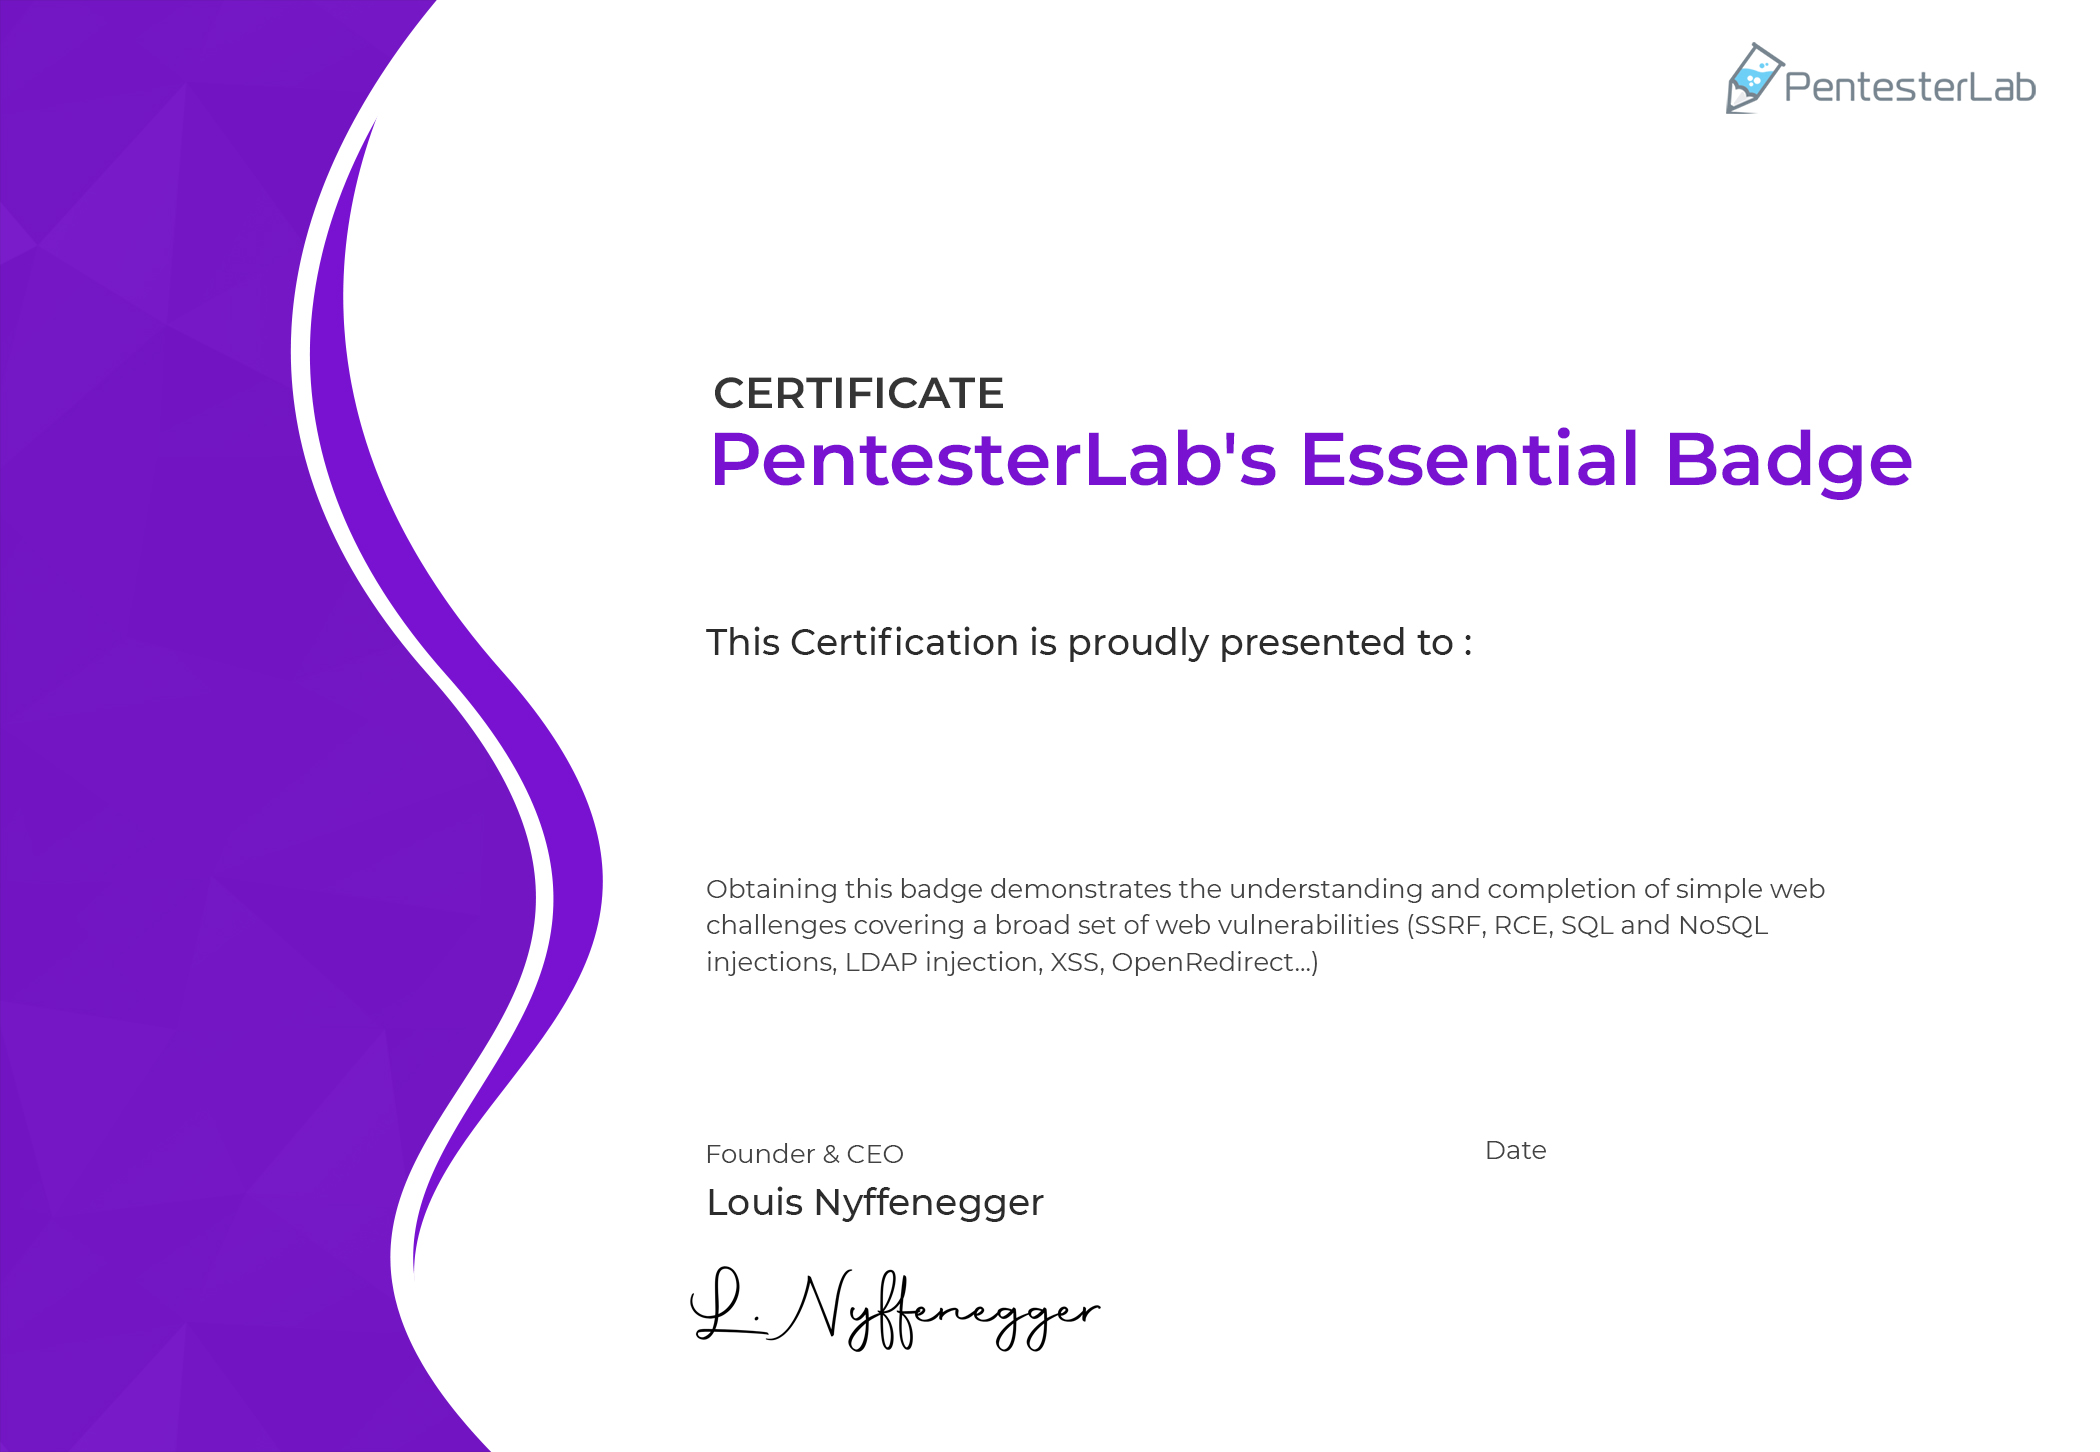 PentesterLab
CERTIFICATE
PentesterLab's Essential Badge
This Certification is proudly presented to :
Obtaining this badge demonstrates the understanding and completion of simple web
challenges covering a broad set of web vulnerabilities (SSRF, RCE, SQL and NoSQL
injections, LDAP injection, XSS, OpenRedirect...)
Founder & CEO
Date
Louis Nyffenegger
L. Nyffenegger